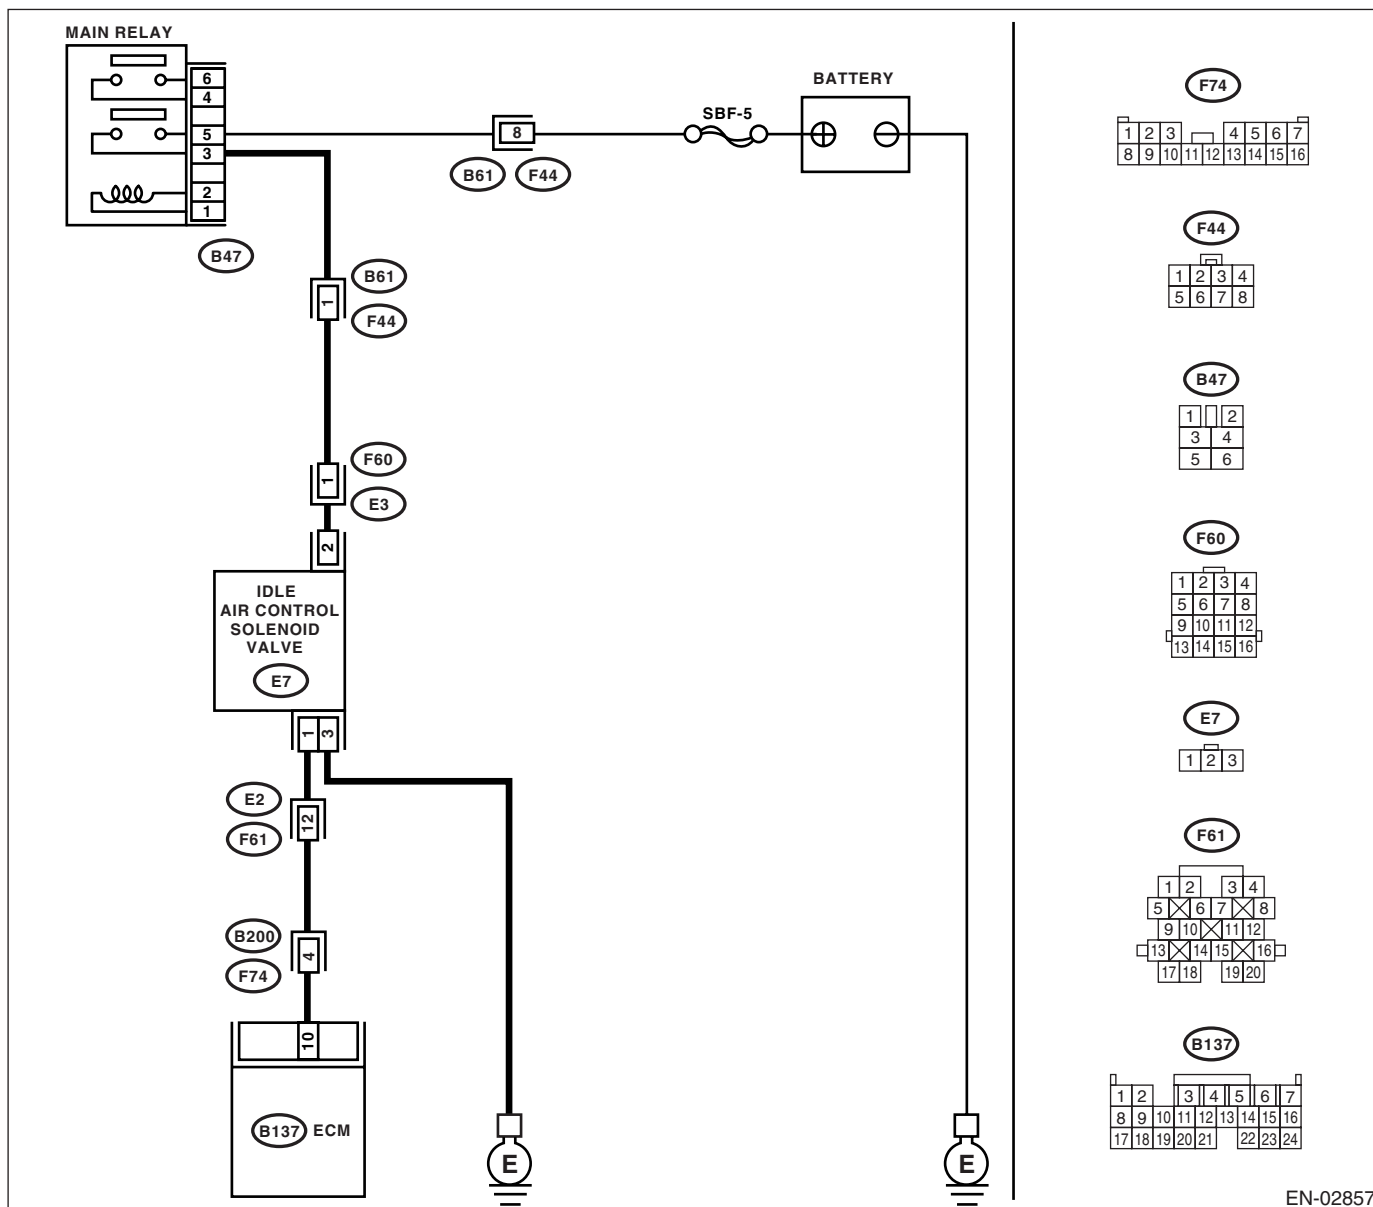 MAIN RELAY
6
4
5
3
2
1
B47
8
B61 F44
SBF-5
BATTERY
1
B61
F44
1
F60
E3
2
IDLE
AIR CONTROL
SOLENOID
VALVE
E7
1 3
E2
12
F61
B200
4
F74
10
B137 ECM
E
E
F74
1 2 3 4 5 6 7
8 9 10 11 12 13 14 15 16
F44
1 2 3 4
5 6 7 8
B47
1 2
3 4
5 6
F60
1 2 3 4
5 6 7 8
9 10 11 12
13 14 15 16
E7
1 2 3
F61
1 2 3 4
5 6 7 8
9 10 11 12
13 14 15 16
17 18 19 20
B137
1 2 3 4 5 6 7
8 9 10 11 12 13 14 15 16
17 18 19 20 21 22 23 24
EN-02857